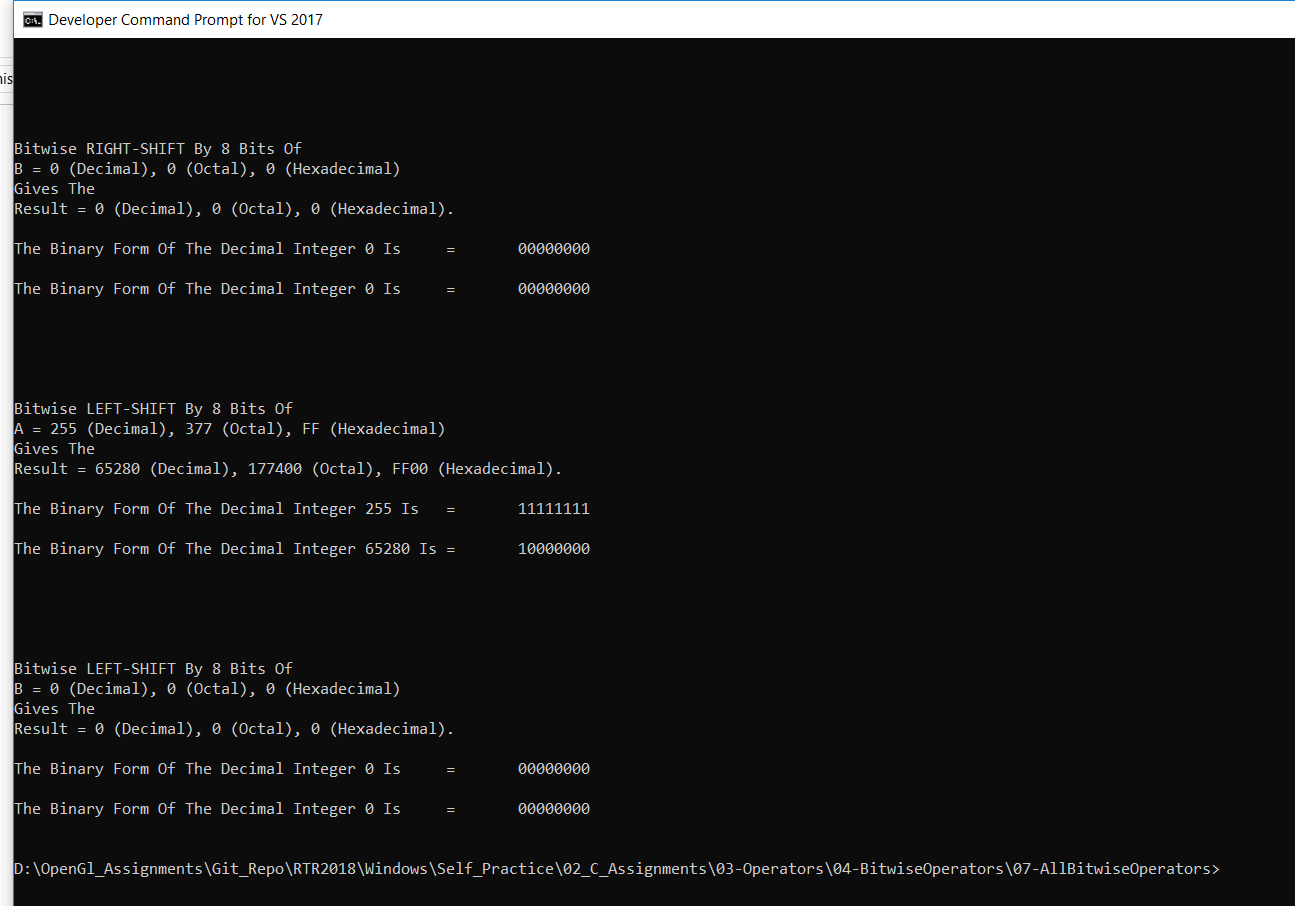 Developer Command Prompt for VS 2017
his
Bitwise RIGHT-SHIFT By 8 Bits Of
B = 0 (Decimal), 0 (Octal), 0 (Hexadecimal)
Gives The
Result = 0 (Decimal), 0 (Octal), 0 (Hexadecimal).
The Binary Form Of The Decimal Integer 0 Is = 00000000
The Binary Form Of The Decimal Integer 0 Is = 00000000
Bitwise LEFT-SHIFT By 8 Bits Of
A = 255 (Decimal), 377 (Octal), FF (Hexadecimal)
Gives The
Result = 65280 (Decimal), 177400 (Octal), FF00 (Hexadecimal).
The Binary Form Of The Decimal Integer 255 Is = 11111111
The Binary Form Of The Decimal Integer 65280 Is = 10000000
Bitwise LEFT-SHIFT By 8 Bits Of
B = 0 (Decimal), 0 (Octal), 0 (Hexadecimal)
Gives The
Result = 0 (Decimal), 0 (Octal), 0 (Hexadecimal).
The Binary Form Of The Decimal Integer 0 Is = 00000000
The Binary Form Of The Decimal Integer 0 Is = 00000000
D:\OpenGl_Assignments\Git_Repo\RTR2018\Windows\Self_Practice\02_C_Assignments\03-Operators\04-BitwiseOperators\07-AllBitwiseOperators>